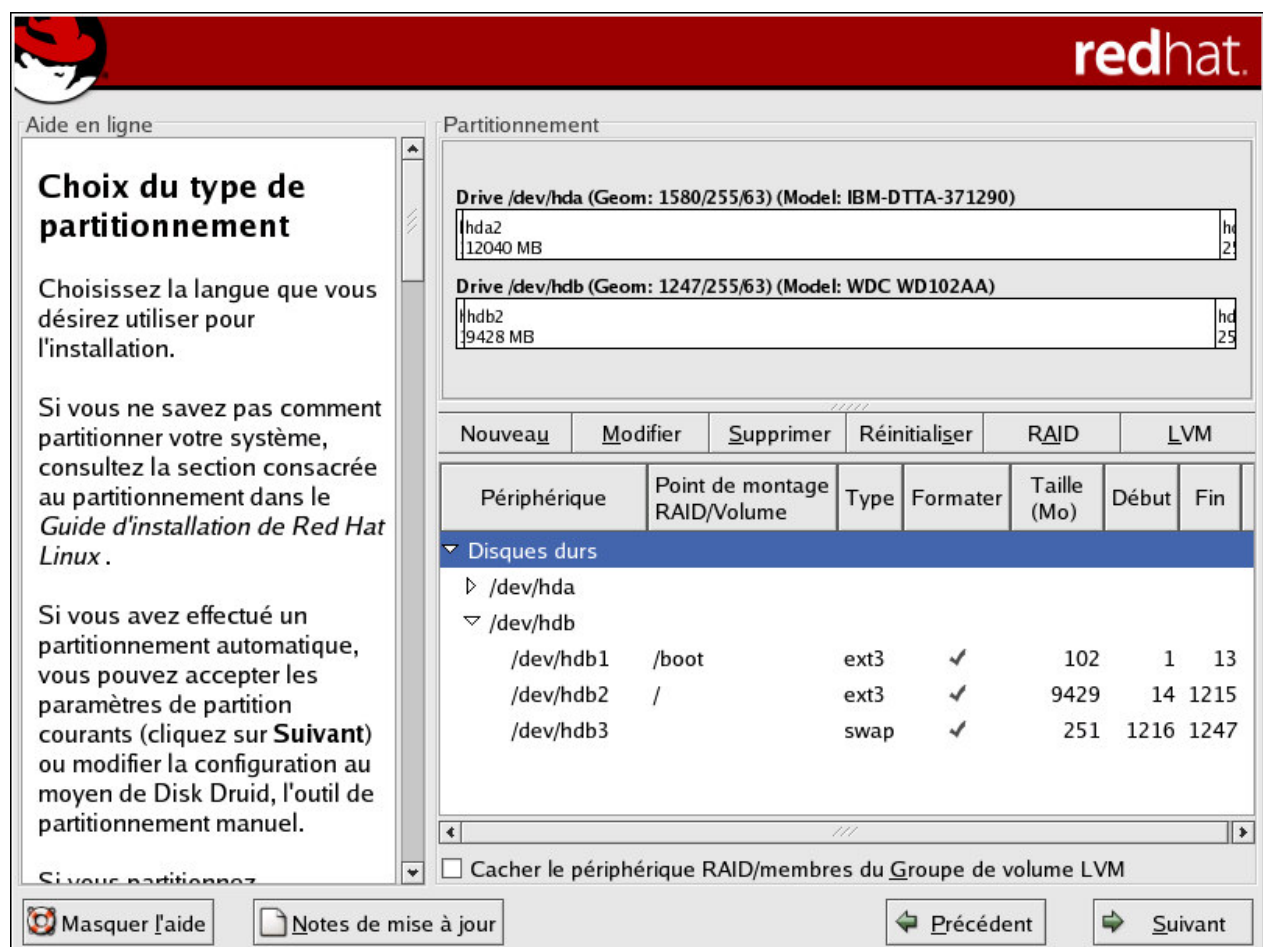 redhat.
Aide en ligne
Choix du type de
partitionnement
Choisissez la langue que vous
désirez utiliser pour
l'installation.
Si vous ne savez pas comment
partitionner votre système,
consultez la section consacrée
au partitionnement dans le
Guide d'installation de Red Hat
Linux .
Si vous avez effectué un
partitionnement automatique,
vous pouvez accepter les
paramètres de partition
courants (cliquez sur Suivant)
ou modifier la configuration au
moyen de Disk Druid, l'outil de
partitionnement manuel.
Si vous partitionnez
Partitionnement
Drive /dev/hda (Geom: 1580/255/63) (Model: IBM-DTTA-371290)
hda2
12040 MB
Drive /dev/hdb (Geom: 1247/255/63) (Model: WDC WD102AA)
hdb2 hd
9428 MB 25
Nouveau Modifier Supprimer Réinitialiser RAID LVM
Périphérique Point de montage RAID/Volume Type Formater Taille (Mo) Début Fin
Disques durs
/dev/hda
/dev/hdb
/dev/hdb1 /boot ext3 102 1 13
/dev/hdb2 / ext3 9429 14 1215
/dev/hdb3 swap 251 1216 1247
Cacher le périphérique RAID/membres du Groupe de volume LVM
Masquer l'aide Notes de mise à jour Précédent Suivant